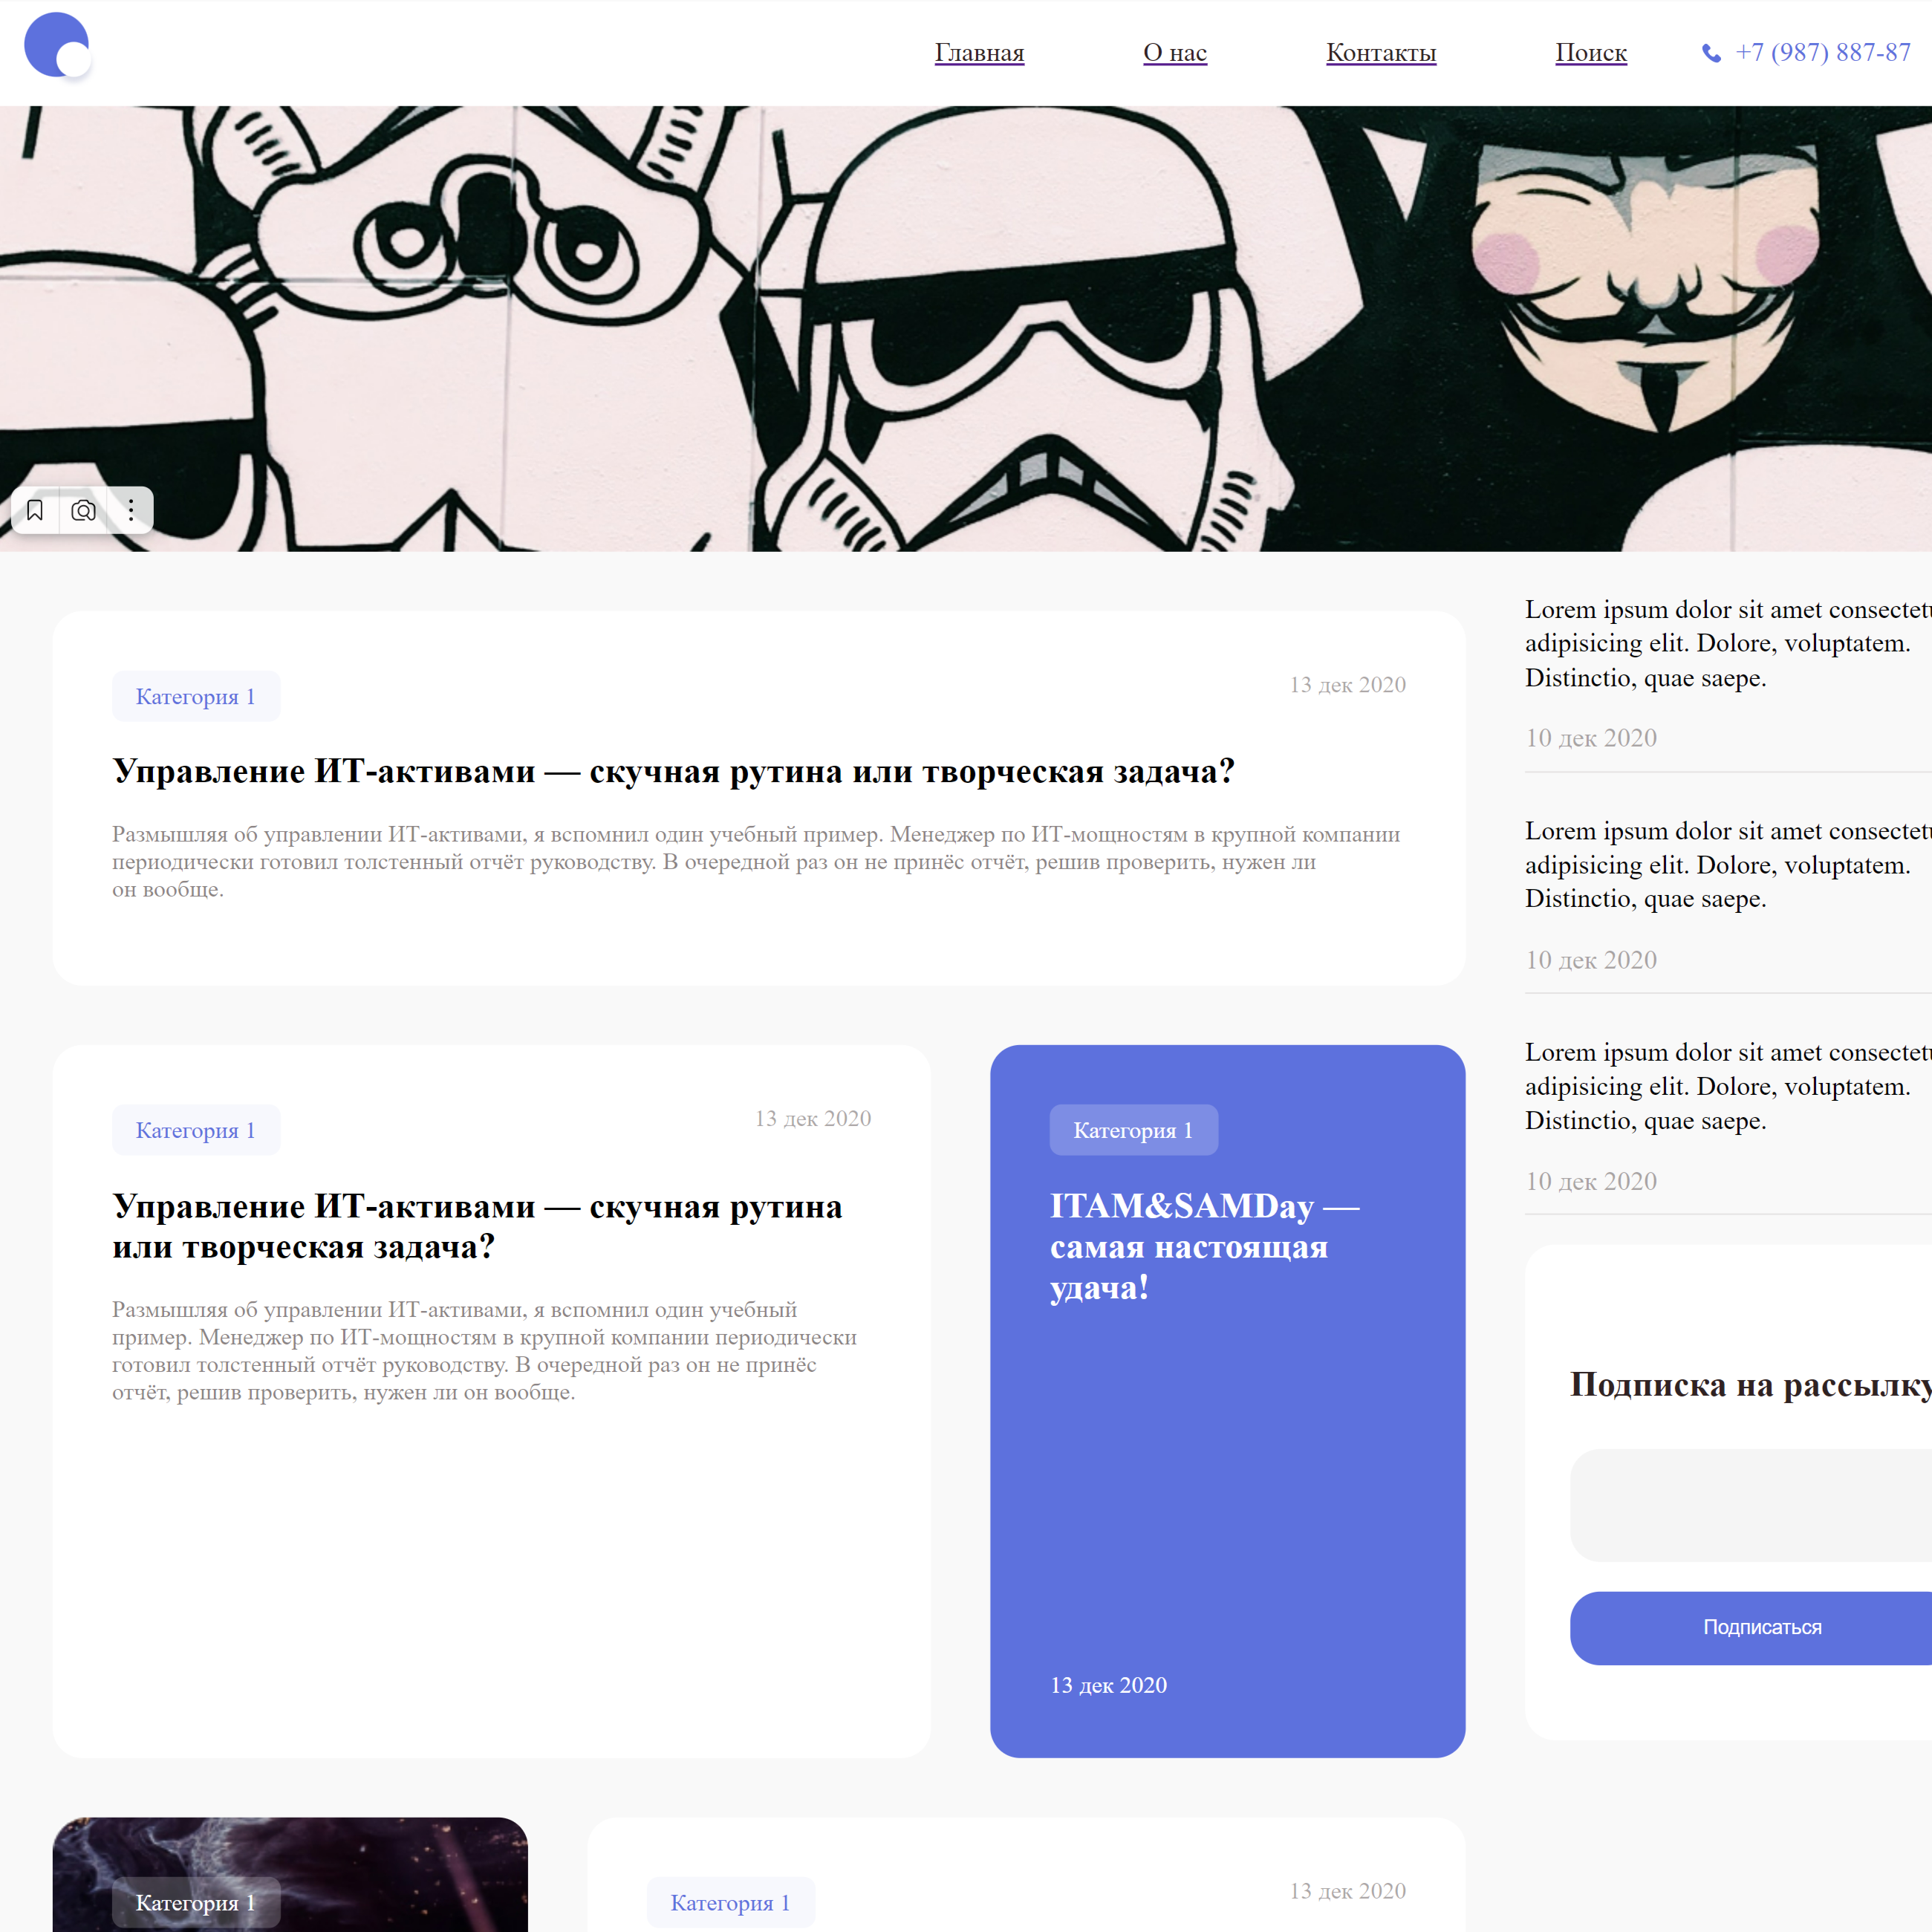 Главная
О нас
Контакты
Поиск
+7 (987) 887-87
Категория 1
13 дек 2020
Управление ИТ-активами — скучная рутина или творческая задача?
Размышляя об управлении ИТ-активами, я вспомнил один учебный пример. Менеджер по ИТ-мощностям в крупной компании
периодически готовил толстенный отчёт руководству. В очередной раз он не принёс отчёт, решив проверить, нужен ли
он вообще.
Категория 1
13 дек 2020
Управление ИТ-активами — скучная рутина
или творческая задача?
Размышляя об управлении ИТ-активами, я вспомнил один учебный
пример. Менеджер по ИТ-мощностям в крупной компании периодически
готовил толстенный отчёт руководству. В очередной раз он не принёс
отчёт, решив проверить, нужен ли он вообще.
Категория 1
ITAM&SAMDay —
самая настоящая
удача!
13 дек 2020
Категория 1
Категория 1
13 дек 2020
Lorem ipsum dolor sit amet
adipisicing elit. Dolore, voluptatem.
Distinctio, quae saepe.
10 дек 2020
Lorem ipsum dolor sit amet
adipisicing elit. Dolore, voluptatem.
Distinctio, quae saepe.
10 дек 2020
Lorem ipsum dolor sit amet
adipisicing elit. Dolore, voluptatem.
Distinctio, quae saepe.
10 дек 2020
Подписка на рассылку
Подписаться